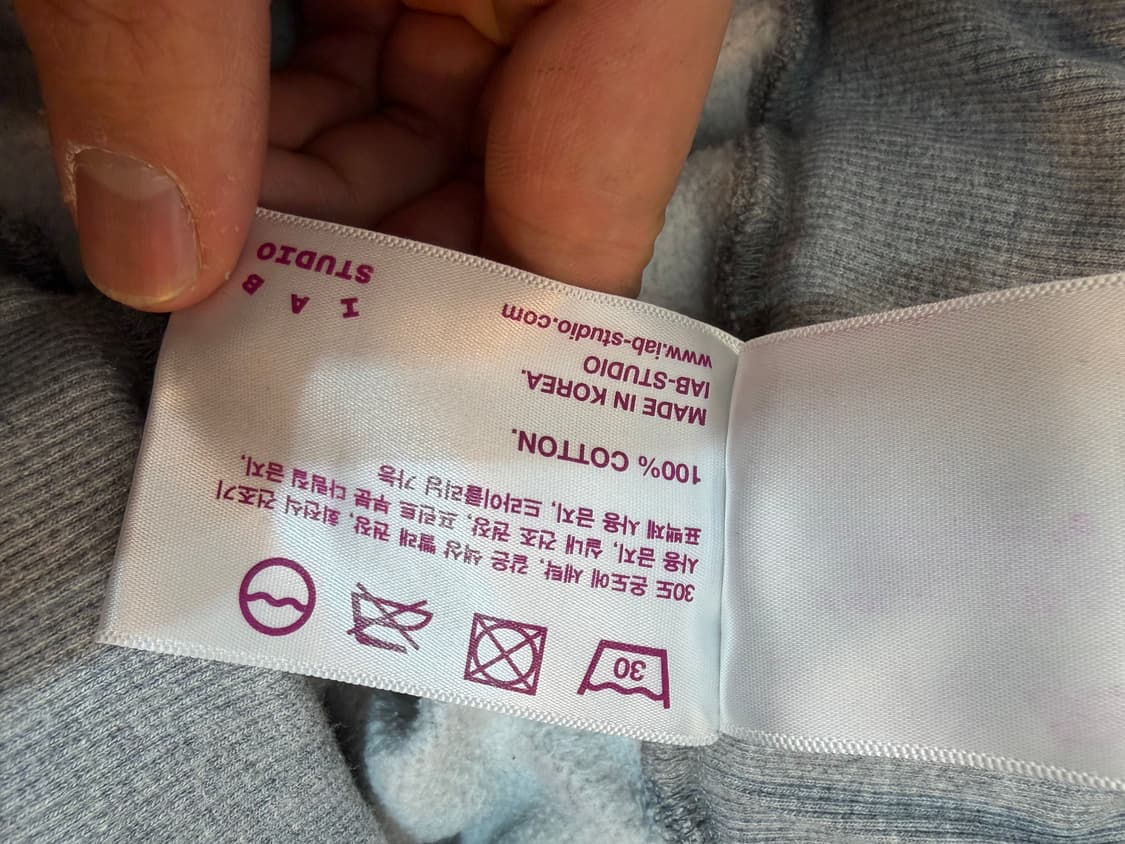 30
30도 온도에 세탁, 같은 색상 빨래 권장, 회전식 건조기
사용 금지, 실내 건조 권장, 프린트 부분 다림질 금지,
표백제 사용 금지, 드라이클리닝 가능
100% COTTON.
MADE IN KOREA.
IAB-STUDIO
www.iab-studio.com
I A B
STUDIO